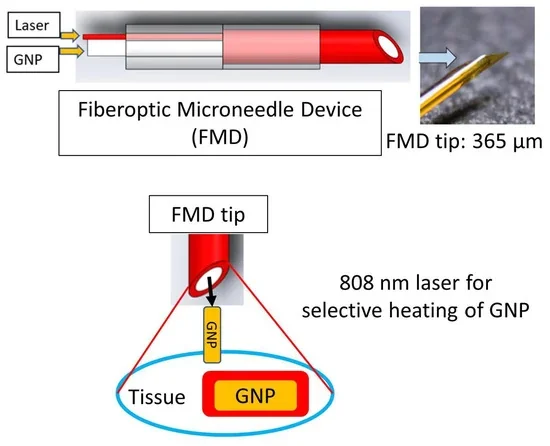 Laser
GNP
Fiberoptic Microneedle Device
(FMD)
FMD tip: 365 μm
FMD tip
808 nm laser for
selective heating of GNP
GNP
Tissue
GNP